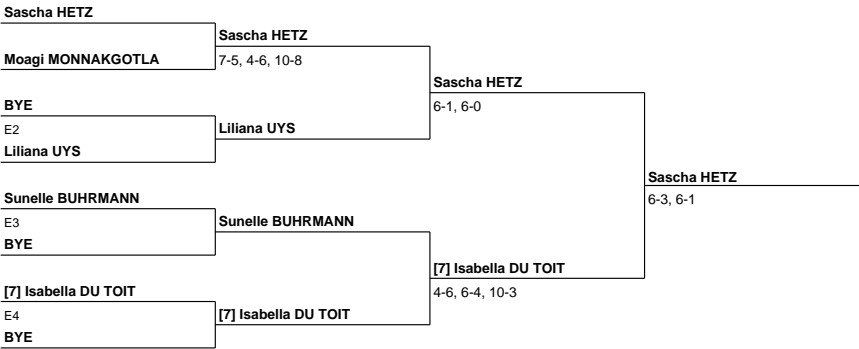 Sascha HETZ
Sascha HETZ
Moagi MONNAKGOTLA
7-5, 4-6, 10-8
Sascha HETZ
BYE
6-1, 6-0
E2
Liliana UYS
Liliana UYS
Sascha HETZ
Sunelle BUHRMANN
6-3, 6-1
E3
Sunelle BUHRMANN
BYE
[7] Isabella DU TOIT
[7] Isabella DU TOIT
4-6, 6-4, 10-3
E4
[7] Isabella DU TOIT
BYE